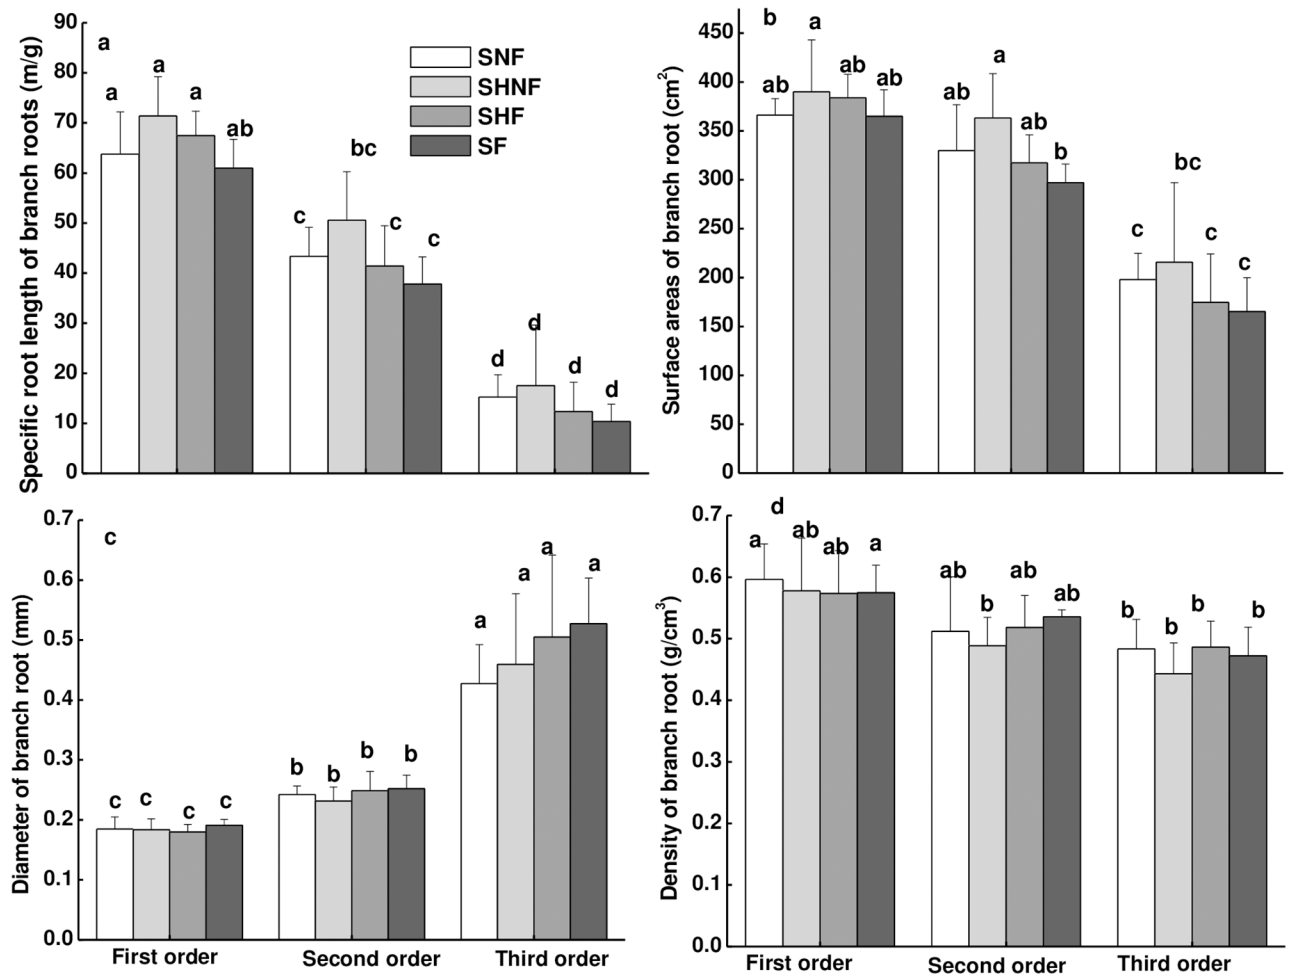 Specific root length of branch roots (m/g)
90
80
70
60
50
40
30
20
10
0
a
a
a
a
ab
c
bc
c
c
d
d
d
d
SNF
SHNF
SHF
SF
Surface areas of branch root (cm²)
450
400
350
300
250
200
150
100
50
0
b
ab
a
ab
ab
ab
a
ab
b
c
bc
c
c
Diameter of branch root (mm)
0.7
0.6
0.5
0.4
0.3
0.2
0.1
0.0
c
c
c
c
c
b
b
b
b
a
a
a
a
First order
Second order
Third order
Density of branch root (g/cm³)
0.7
0.6
0.5
0.4
0.3
0.2
0.1
0.0
d
a
ab
ab
a
ab
b
ab
ab
b
b
b
b
First order
Second order
Third order